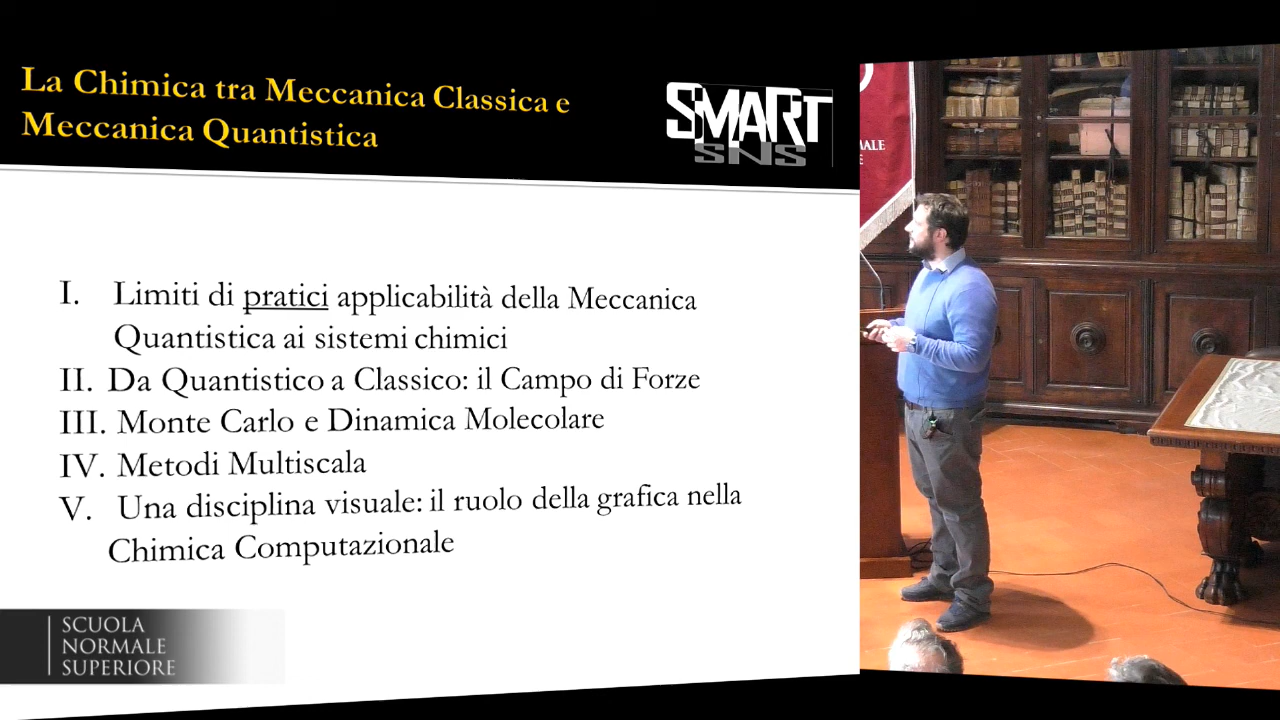 La Chimica tra Meccanica Classica e
Meccanica Quantistica
SMART
SNS
I. Limiti di pratici applicabilità della Meccanica
Quantistica ai sistemi chimici
II. Da Quantistico a Classico: il Campo di Forze
III. Monte Carlo e Dinamica Molecolare
IV. Metodi Multiscala
V. Una disciplina visuale: il ruolo della grafica nella
Chimica Computazionale
SCUOLA
NORMALE
SUPERIORE